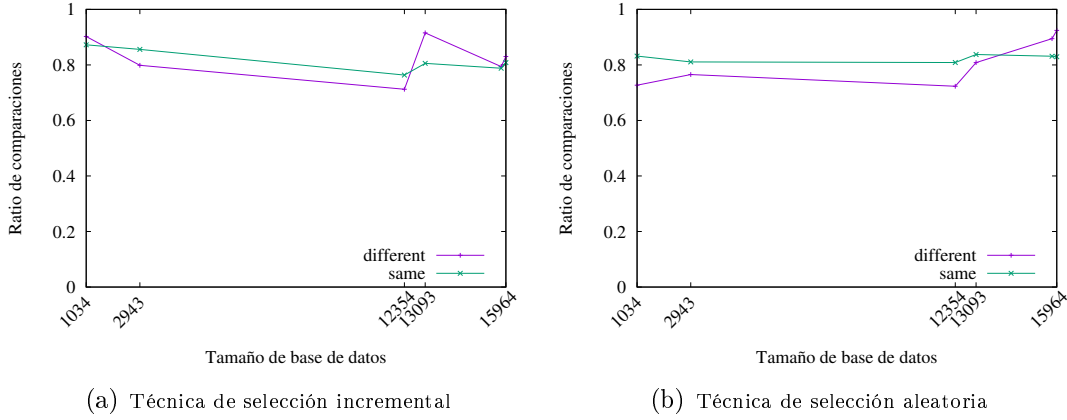 1
0.8
0.6
0.4
0.2
0
Ratio de comparaciones
different
same
1034
2943
12354
13093
15964
Tamaño de base de datos
(a) Técnica de selección incremental
1
0.8
0.6
0.4
0.2
0
Ratio de comparaciones
different
same
1034
2943
12354
13093
15964
Tamaño de base de datos
(b) Técnica de selección aleatoria